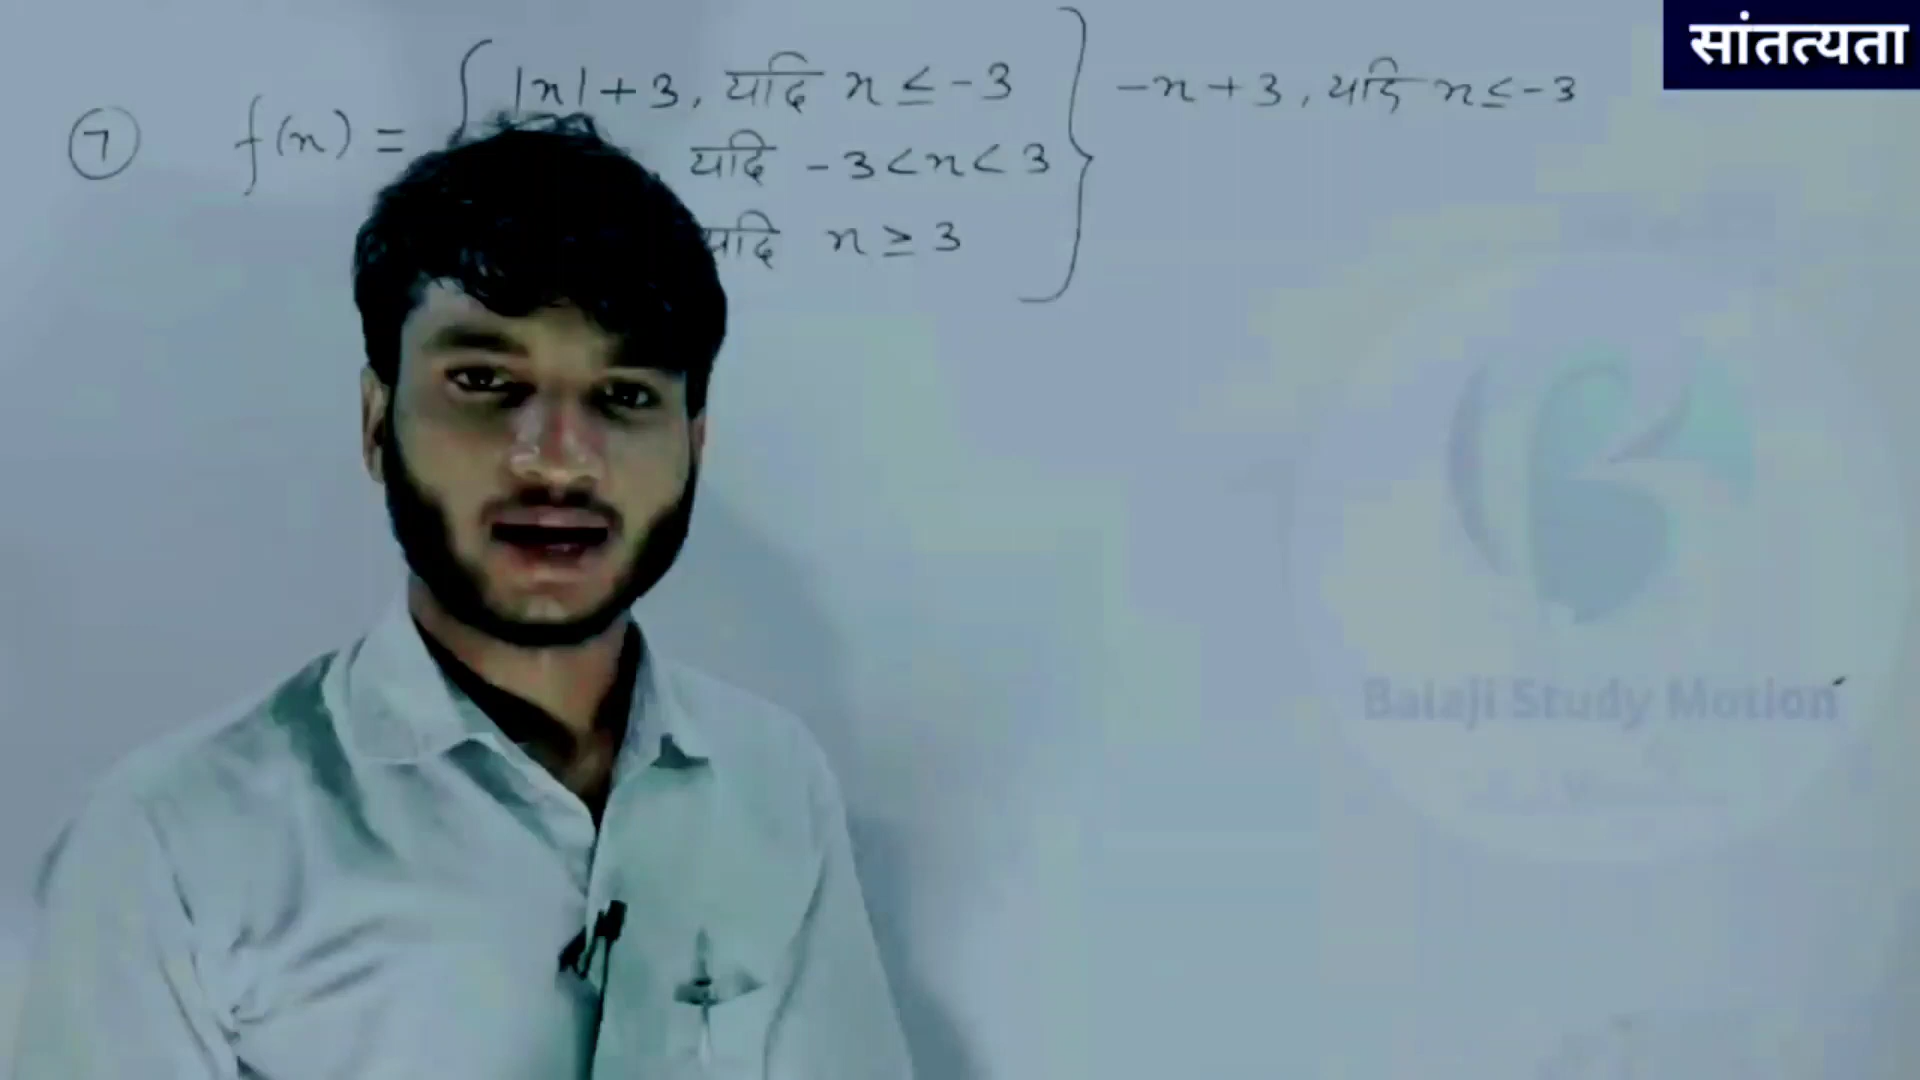 सांतत्यता
⑦ f(x) = { |x| + 3, यदि x ≤ -3 } -x + 3, यदि x ≤ -3
यदि -3 < x < 3
यदि x ≥ 3
Balaji Study Motion